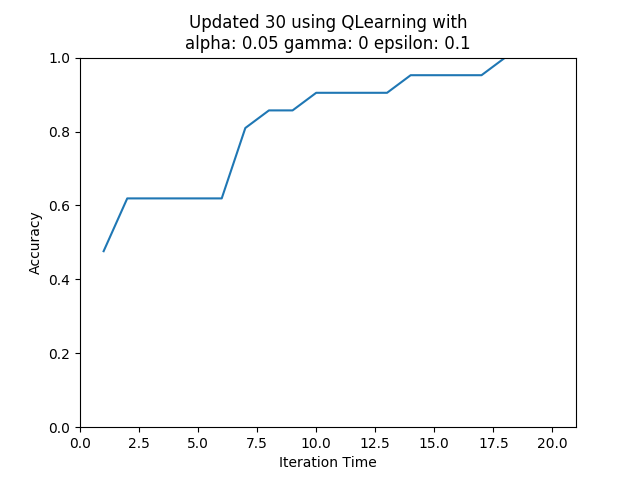 Updated 30 using QLearning with
alpha: 0.05 gamma: 0 epsilon: 0.1
1.0
0.8
0.6
0.4
0.2
0.0
Accuracy
0.0 2.5 5.0 7.5 10.0 12.5 15.0 17.5 20.0
Iteration Time